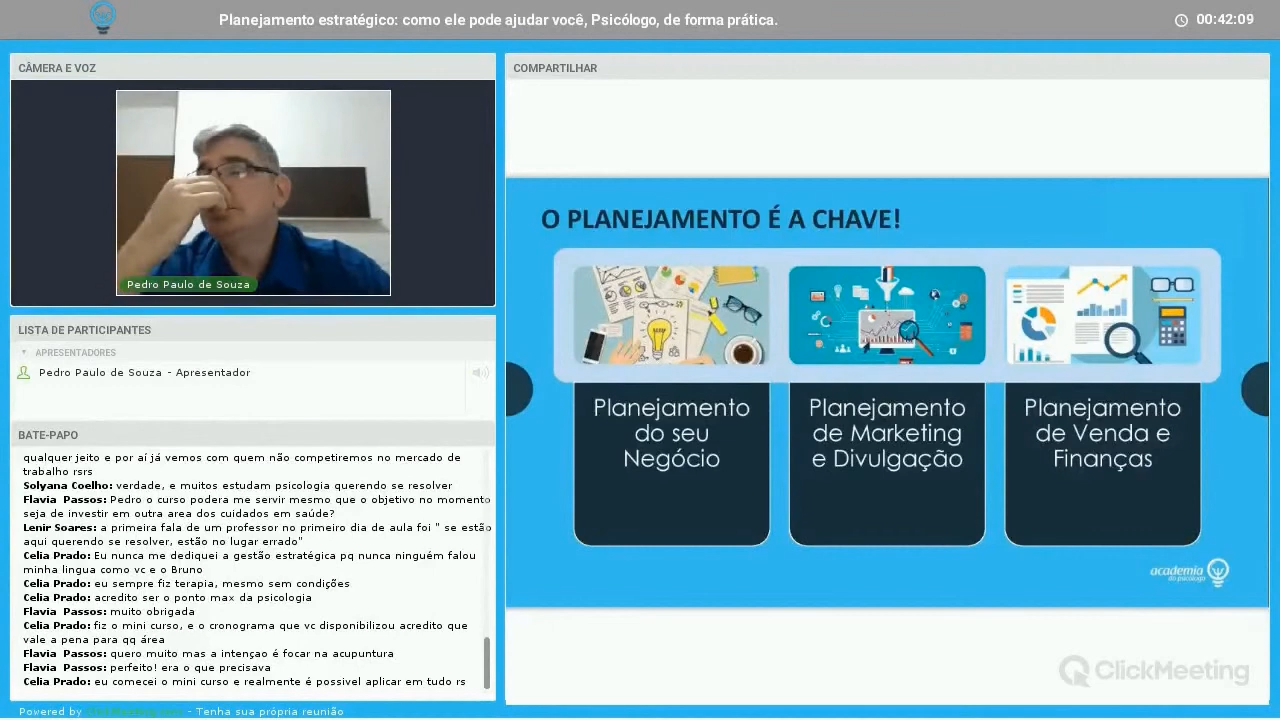 Planejamento estratégico: como ele pode ajudar você, Psicólogo, de forma prática.
00:42:09
CÂMERA E VOZ
Pedro Paulo de Souza
LISTA DE PARTICIPANTES
APRESENTADORES
Pedro Paulo de Souza - Apresentador
BATE-PAPO
qualquer jeito e por aí já vemos com quem não competiremos no mercado de
trabalho rsrs
Solyana Coelho: verdade, e muitos estudam psicologia querendo se resolver
Flavia Passos: Pedro o curso podera me servir mesmo que o objetivo no momento
seja de investir em outra area dos cuidados em saúde?
Lenir Soares: a primeira fala de um professor no primeiro dia de aula foi " se estão
aqui querendo se resolver, estão no lugar errado"
Celia Prado: Eu nunca me dediquei a gestão estratégica pq nunca ninguém falou
minha lingua como vc e o Bruno
Celia Prado: eu sempre fiz terapia, mesmo sem condições
Celia Prado: acredito ser o ponto max da psicologia
Flavia Passos: muito obrigada
Celia Prado: fiz o mini curso, e o cronograma que vc disponibilizou acredito que
vale a pena para qq área
Flavia Passos: quero muito mas a intençao é focar na acupuntura
Flavia Passos: perfeito! era o que precisava
Celia Prado: eu comecei o mini curso e realmente é possivel aplicar em tudo rs
Powered by - Tenha sua própria reunião
COMPARTILHAR
O PLANEJAMENTO É A CHAVE!
Planejamento
do seu
Negócio
Planejamento
de Marketing
e Divulgação
Planejamento
de Venda e
Finanças
academia
do psicólogo
ClickMeeting